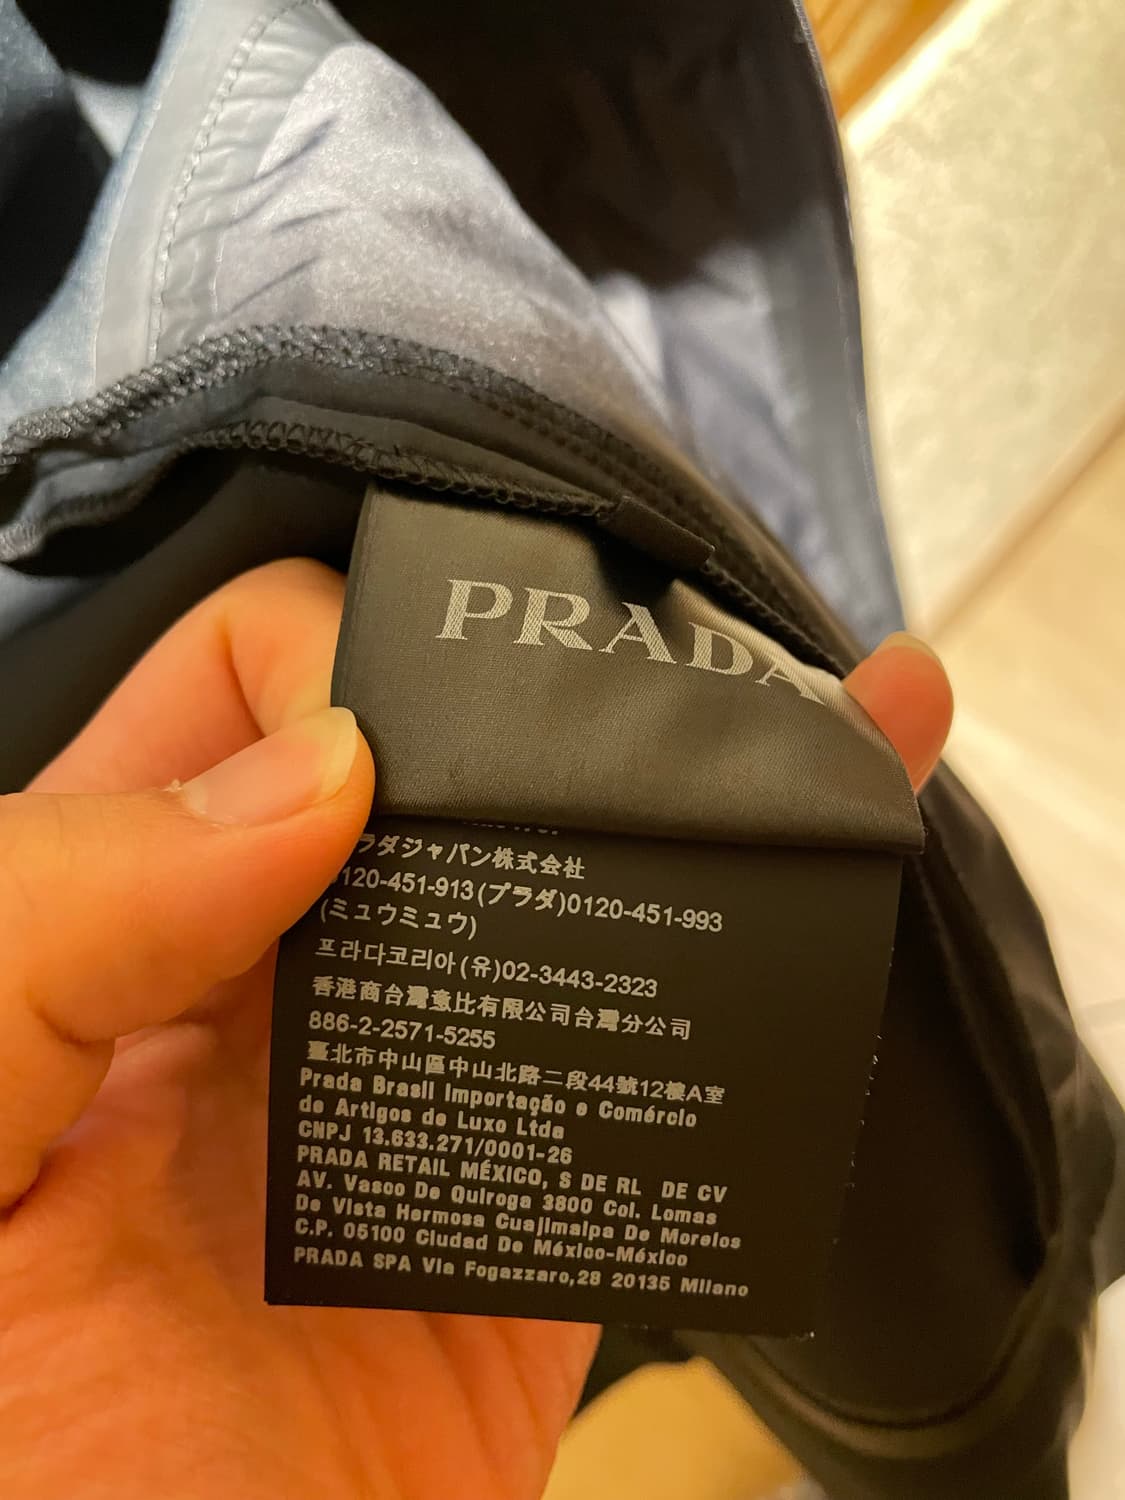 PRADA
ラダジャパン株式会社
0120-451-913(プラダ)0120-451-993
(ミュウミュウ)
프라다코리아(유)02-3443-2323
香港商台灣意比有限公司台灣分公司
886-2-2571-5255
臺北市中山區中山北路二段44號12樓A室
Prada Brasil Importação e Comércio
de Artigos de Luxo Ltda
CNPJ 13.633.271/0001-26
PRADA RETAIL MÉXICO, S DE RL DE CV
AV. Vasco De Quiroga 3800 Col. Lomas
De Vista Hermosa Cuajimalpa De Morelos
C.P. 05100 Ciudad De México-México
PRADA SPA Via Fogazzaro,28 20135 Milano